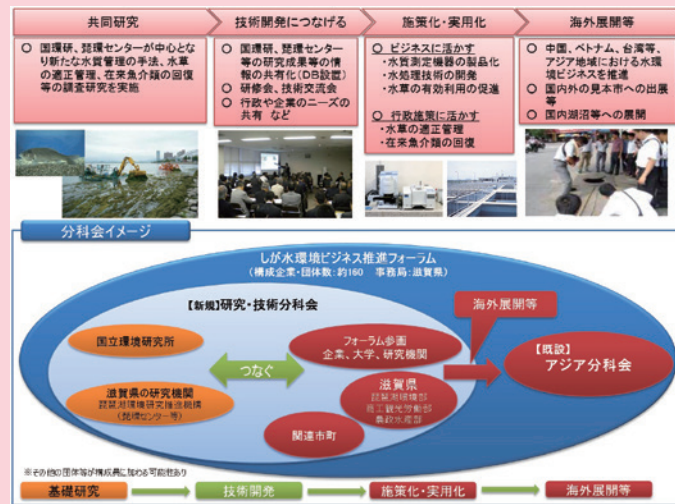 共同研究
技術開発につなげる
施策化・実用化
海外展開等
○ 国環研、琵環センターが中心とな
り新たな水質管理の手法、水草
の適正管理、在来魚介類の回復
等の調査研究を実施
○ 国環研、琵環センター
等の研究成果等の情
報の共有化(DB設置)
○ 研修会、技術交流会
○ 行政や企業のニーズの
共有 など
○ ビジネスに活かす
・水質測定機器の製品化
・水処理技術の開発
・水草の有効利用の促進
○ 行政施策に活かす
・水草の適正管理
・在来魚介類の回復
○ 中国、ベトナム、台湾等、
アジア地域における水環
境ビジネスを推進
○ 国内外の見本市への出展
等
○ 国内湖沼等への展開
分科会イメージ
しが水環境ビジネス推進フォーラム
(構成企業・団体数:約160 事務局:滋賀県)
【新規】研究・技術分科会
海外展開等
国立環境研究所
フォーラム参画
企業、大学、研究機関
【既設】
アジア分科会
つなぐ
滋賀県の研究機関
琵琶湖環境研究推進機構
(琵環センター等)
滋賀県
琵琶湖環境部
商工観光労働部
農政水産部
関連市町
※その他の団体等が構成員に加わる可能性あり
基礎研究
技術開発
施策化・実用化
海外展開等